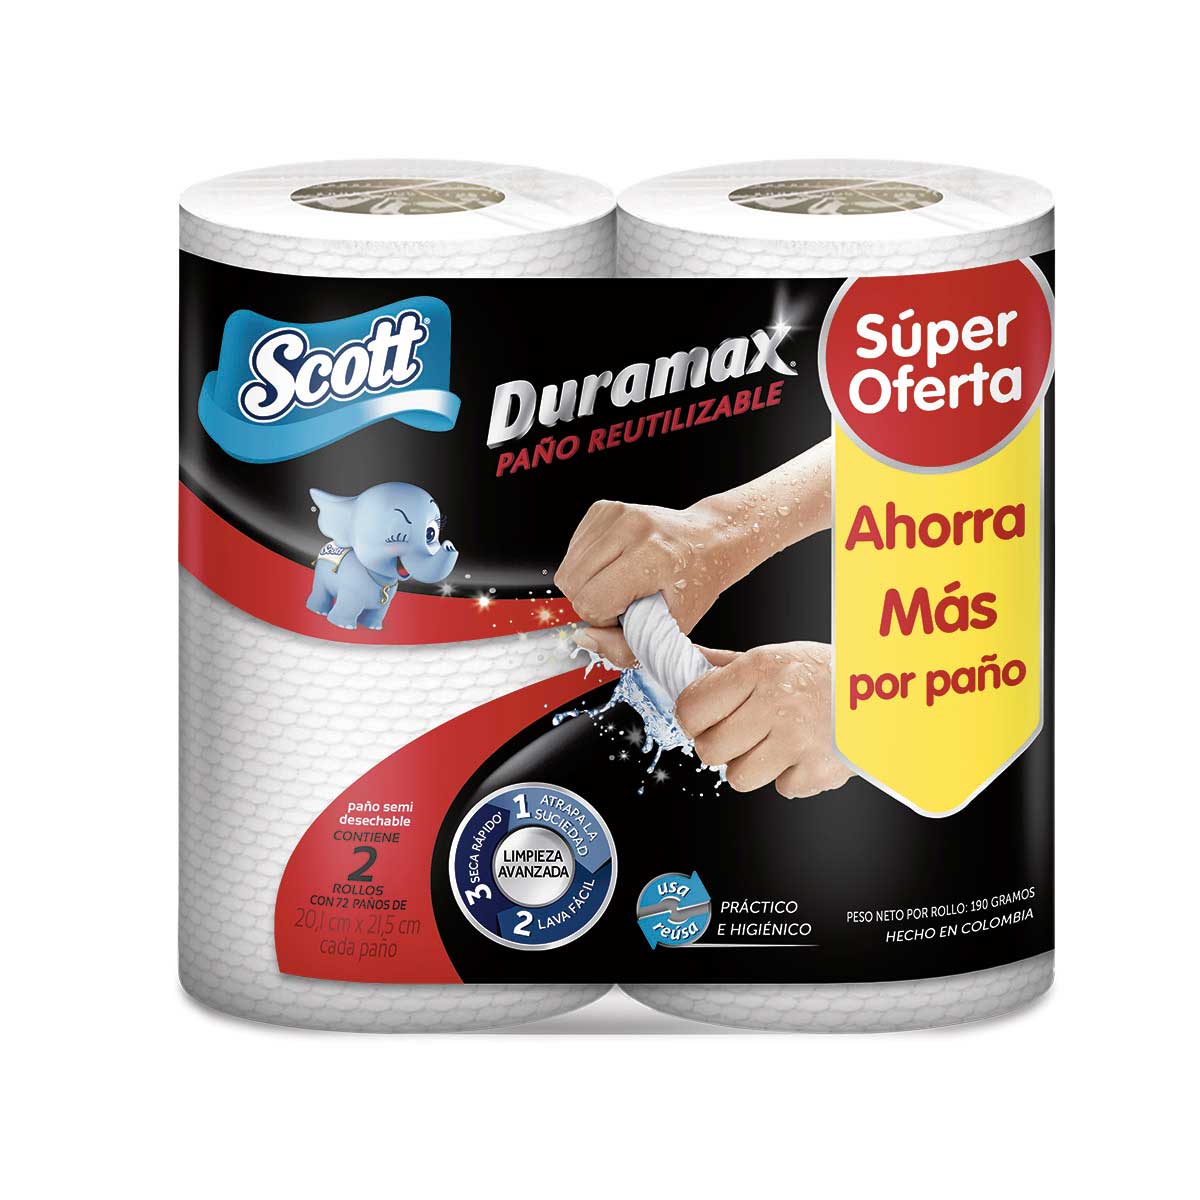 Scott®
Duramax®
PAÑO REUTILIZABLE
Súper
Oferta
Ahorra
Más
por paño
Scott
S
paño semi
desechable
CONTIENE
2
ROLLOS
CON 72 PAÑOS DE
20,1 cm x 21,5 cm
cada paño
1 ATRAPA LA
SUCIEDAD
2 LAVA FÁCIL
3 SECA RÁPIDO
LIMPIEZA
AVANZADA
usa
reúsa
PRÁCTICO
E HIGIÉNICO
PESO NETO POR ROLLO: 190 GRAMOS
HECHO EN COLOMBIA